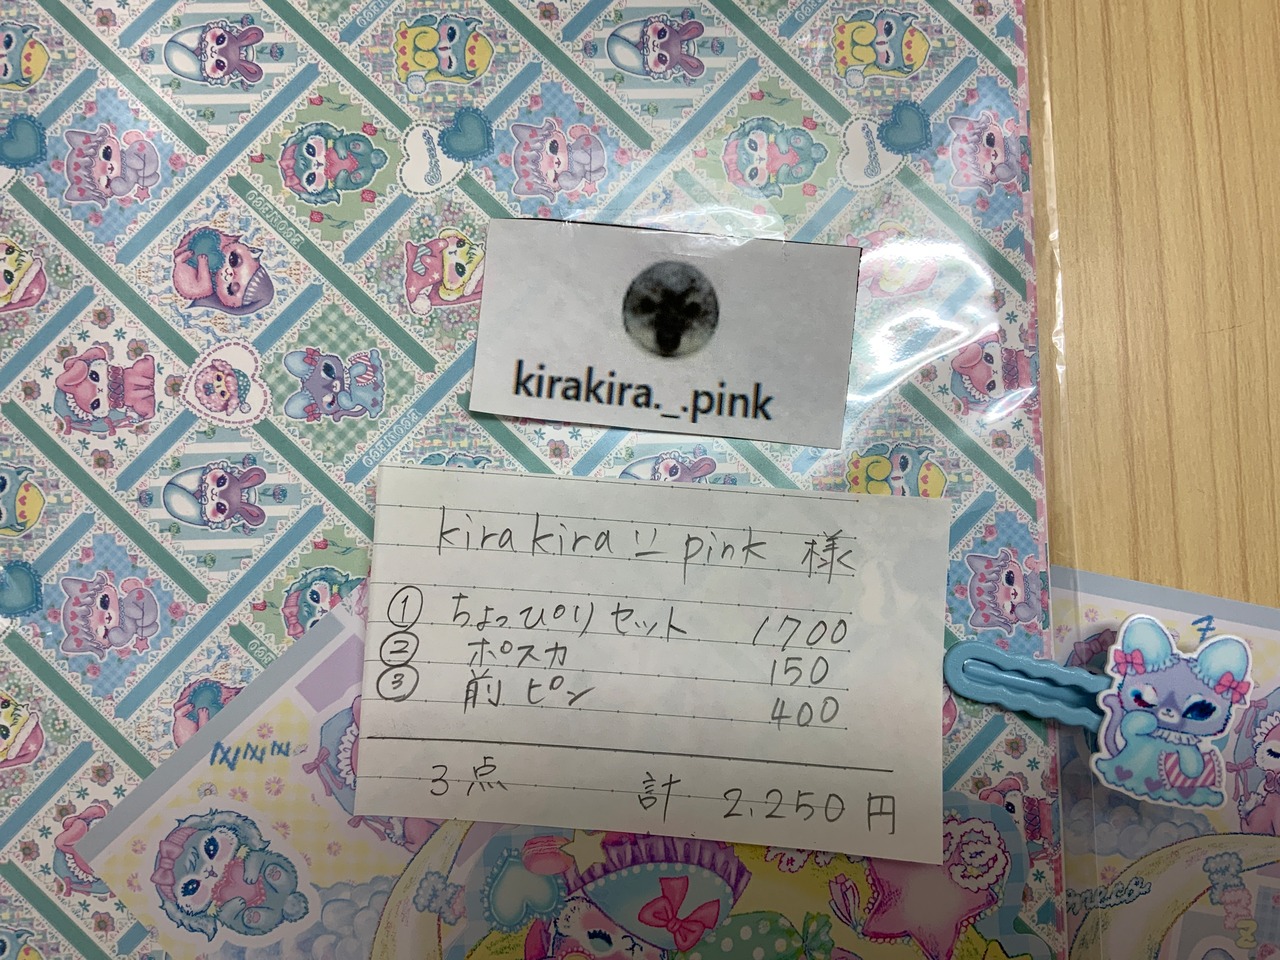 kirakira._.pink
kirakira._.pink 様
① ちょっぴりセット 1700
② ポスカ 150
③ 前ピン 400
3点 計 2,250円
zzz